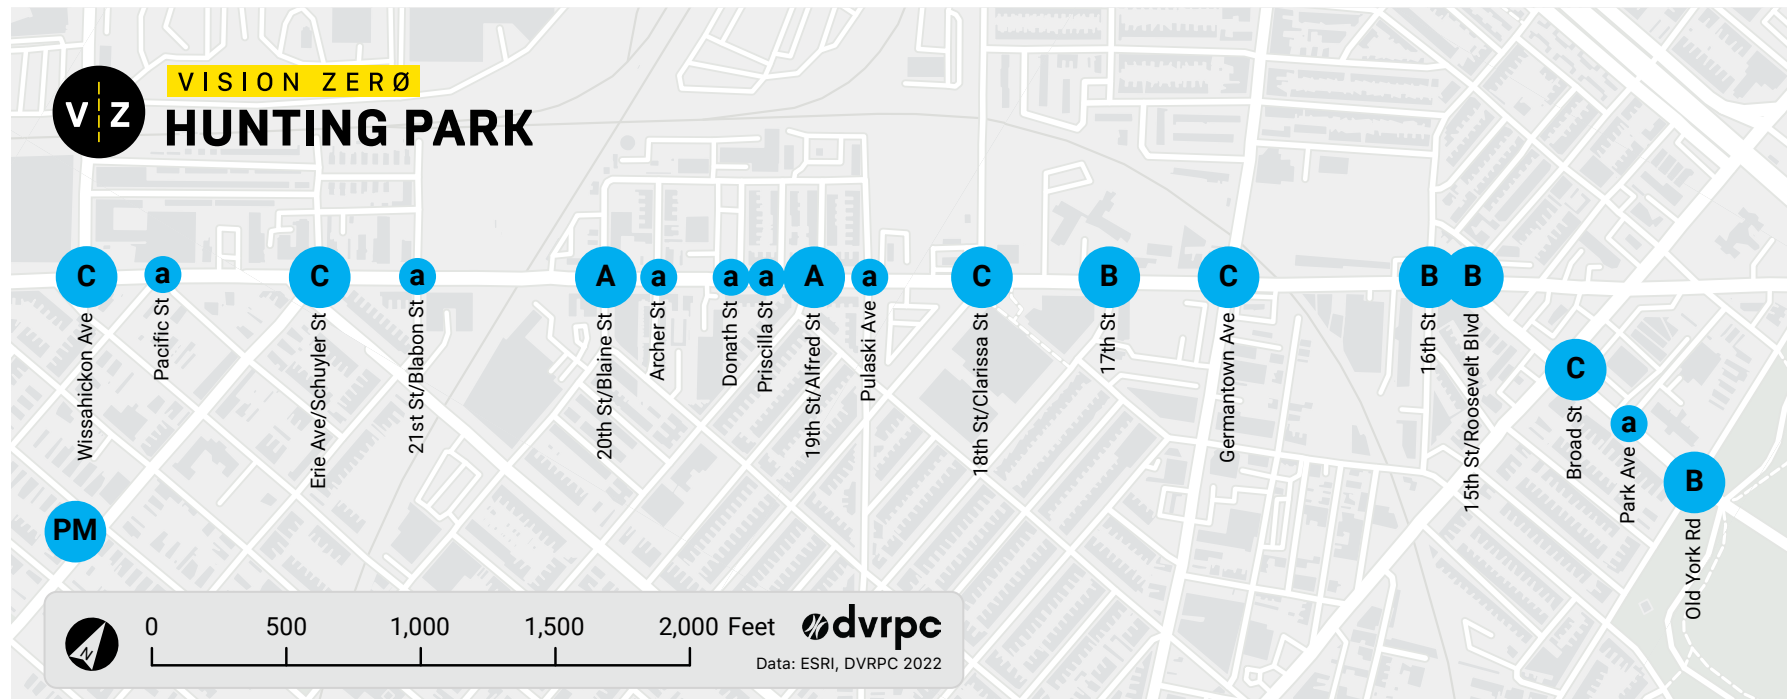 V Z
VISION ZERØ
HUNTING PARK
C
a
C
a
A
a
a
a
A
a
C
B
C
B
B
C
a
B
PM
Wissahickon Ave
Pacific St
Erie Ave/Schuyler St
21st St/Blabon St
20th St/Blaine St
Archer St
Donath St
Priscilla St
19th St/Alfred St
Pulaski Ave
18th St/Clarissa St
17th St
Germantown Ave
16th St
15th St/Roosevelt Blvd
Broad St
Park Ave
Old York Rd
N
0 500 1,000 1,500 2,000 Feet
dvrpc
Data: ESRI, DVRPC 2022